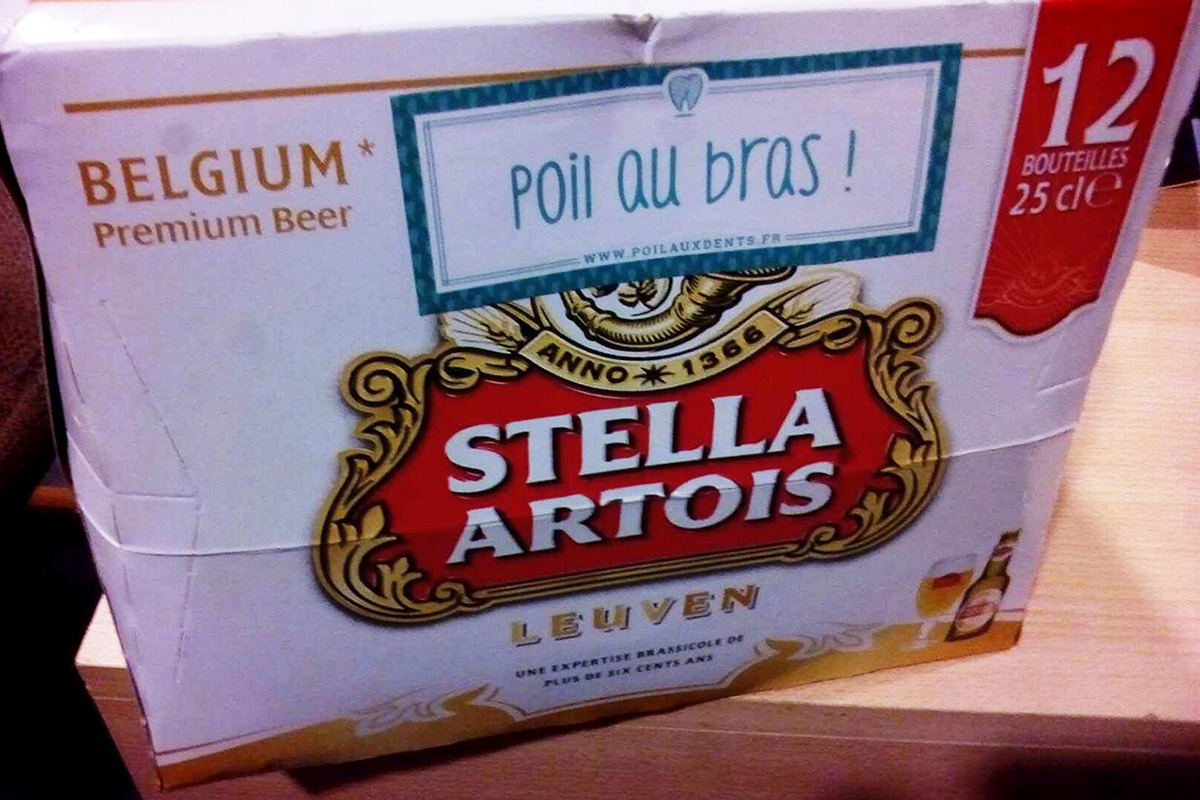 BELGIUM*
Premium Beer
poil au bras !
WWW.POILAUXDENTS.FR
12
BOUTEILLES
25 cl℮
ANNO 1366
STELLA
ARTOIS
LEUVEN
UNE EXPERTISE BRASSICOLE DE
PLUS DE SIX CENTS ANS